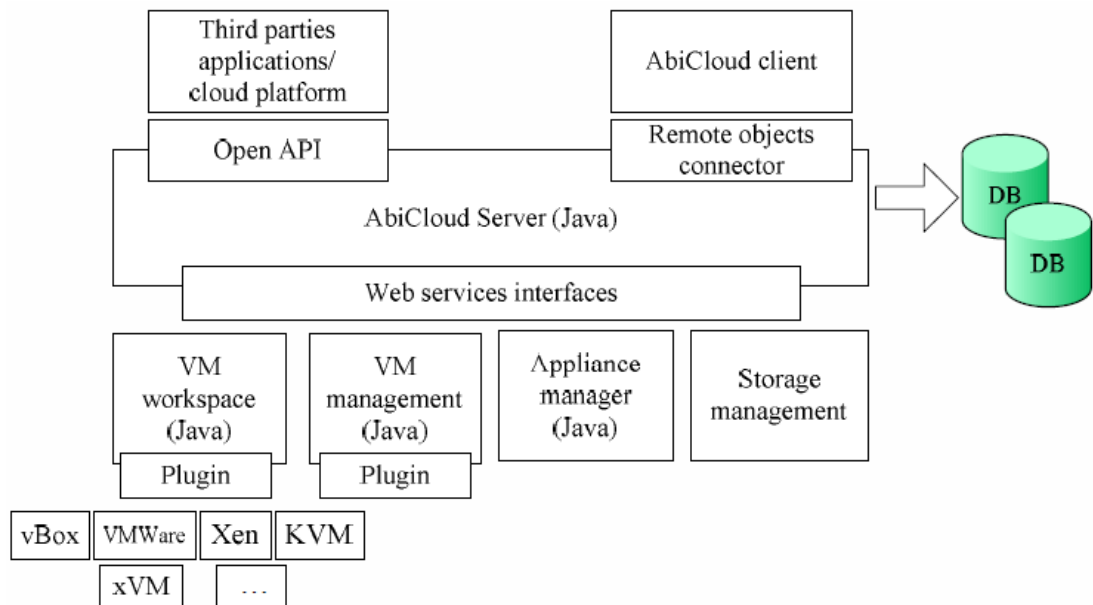 Third parties
applications/
cloud platform
AbiCloud client
Open API
Remote objects
connector
AbiCloud Server (Java)
DB
DB
Web services interfaces
VM
workspace
(Java)
Plugin
VM
management
(Java)
Plugin
Appliance
manager
(Java)
Storage
management
vBox
VMWare
Xen
KVM
xVM
...